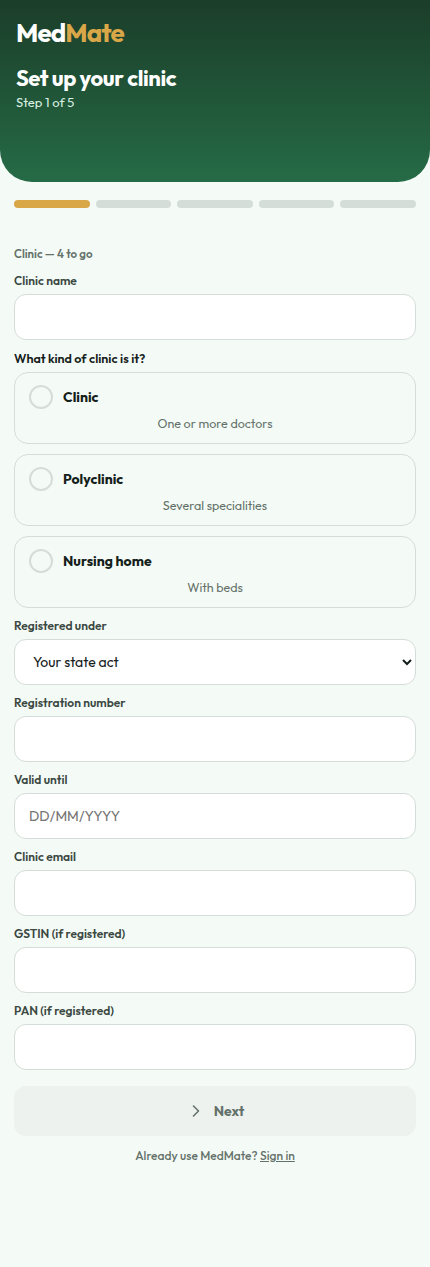 MedMate
Set up your clinic
Step 1 of 5
Clinic — 4 to go
Clinic name
What kind of clinic is it?
Clinic
One or more doctors
Polyclinic
Several specialities
Nursing home
With beds
Registered under
Your state act
Registration number
Valid until
DD/MM/YYYY
Clinic email
GSTIN (if registered)
PAN (if registered)
Next
Already use MedMate? Sign in